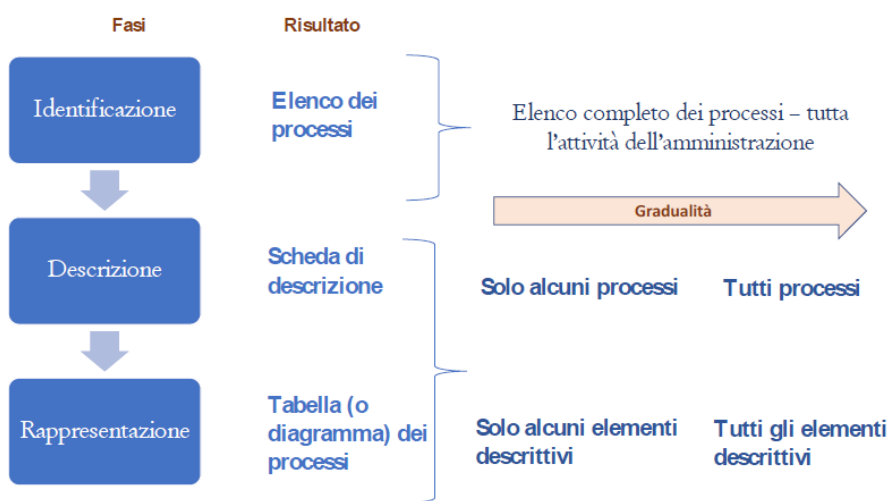 Fasi
Risultato
Identificazione
Elenco dei
processi
Elenco completo dei processi – tutta
l'attività dell'amministrazione
Gradualità
Descrizione
Scheda di
descrizione
Solo alcuni processi
Tutti processi
Rappresentazione
Tabella (o
diagramma) dei
processi
Solo alcuni elementi
descrittivi
Tutti gli elementi
descrittivi